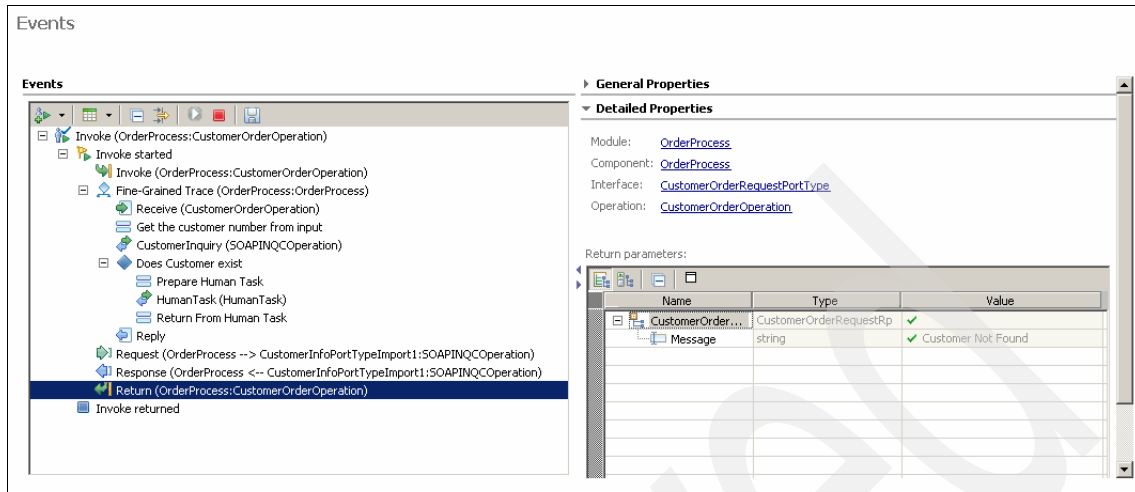 Events
Events
Invoke (OrderProcess:CustomerOrderOperation)
Invoke started
Invoke (OrderProcess:CustomerOrderOperation)
Fine-Grained Trace (OrderProcess:OrderProcess)
Receive (CustomerOrderOperation)
Get the customer number from input
CustomerInquiry (SOAPINQCOperation)
Does Customer exist
Prepare Human Task
HumanTask (HumanTask)
Return From Human Task
Reply
Request (OrderProcess --> CustomerInfoPortTypeImport1:SOAPINQCOperation)
Response (OrderProcess <-- CustomerInfoPortTypeImport1:SOAPINQCOperation)
Return (OrderProcess:CustomerOrderOperation)
Invoke returned
General Properties
Detailed Properties
Module: OrderProcess
Component: OrderProcess
Interface: CustomerOrderRequestPortType
Operation: CustomerOrderOperation
Return parameters:
Name Type Value
CustomerOrder... CustomerOrderRequestRp
Message string Customer Not Found